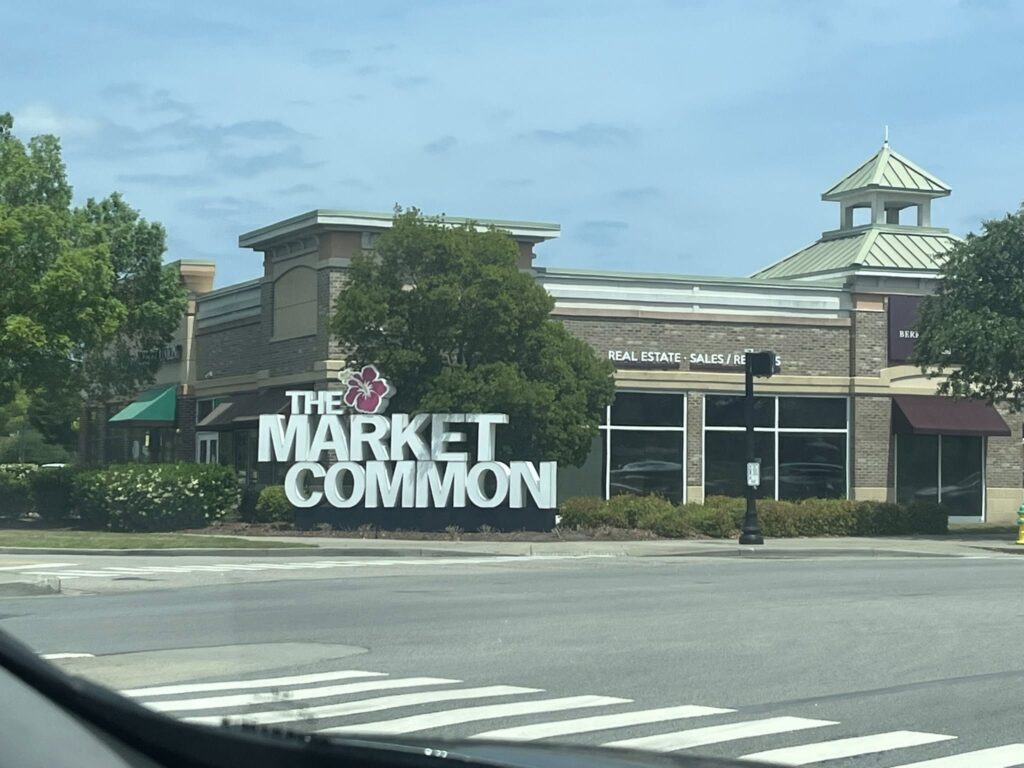 THE
MARKET
COMMON
REAL ESTATE · SALES /